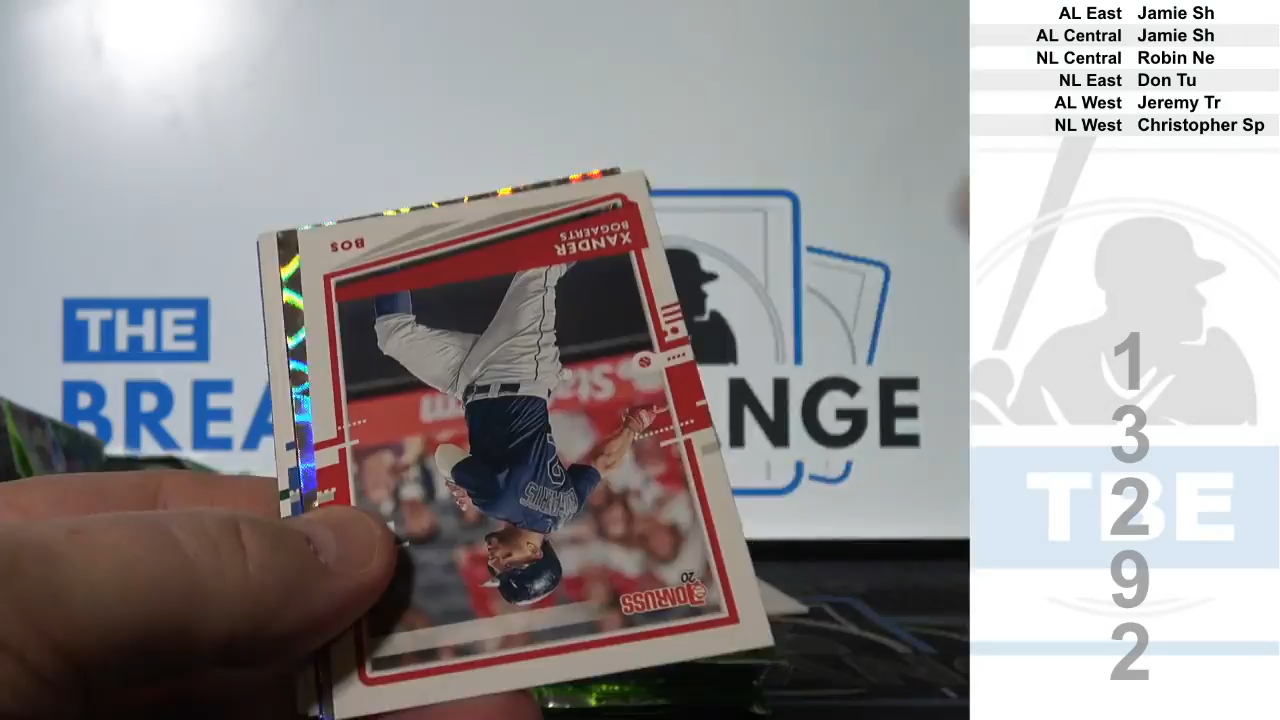 AL East Jamie Sh
AL Central Jamie Sh
NL Central Robin Ne
NL East Don Tu
AL West Jeremy Tr
NL West Christopher Sp
THE
BREA
NGE
XANDER
BOGAERTS
BOS
20
DONRUSS
TBE
1
3
2
9
2